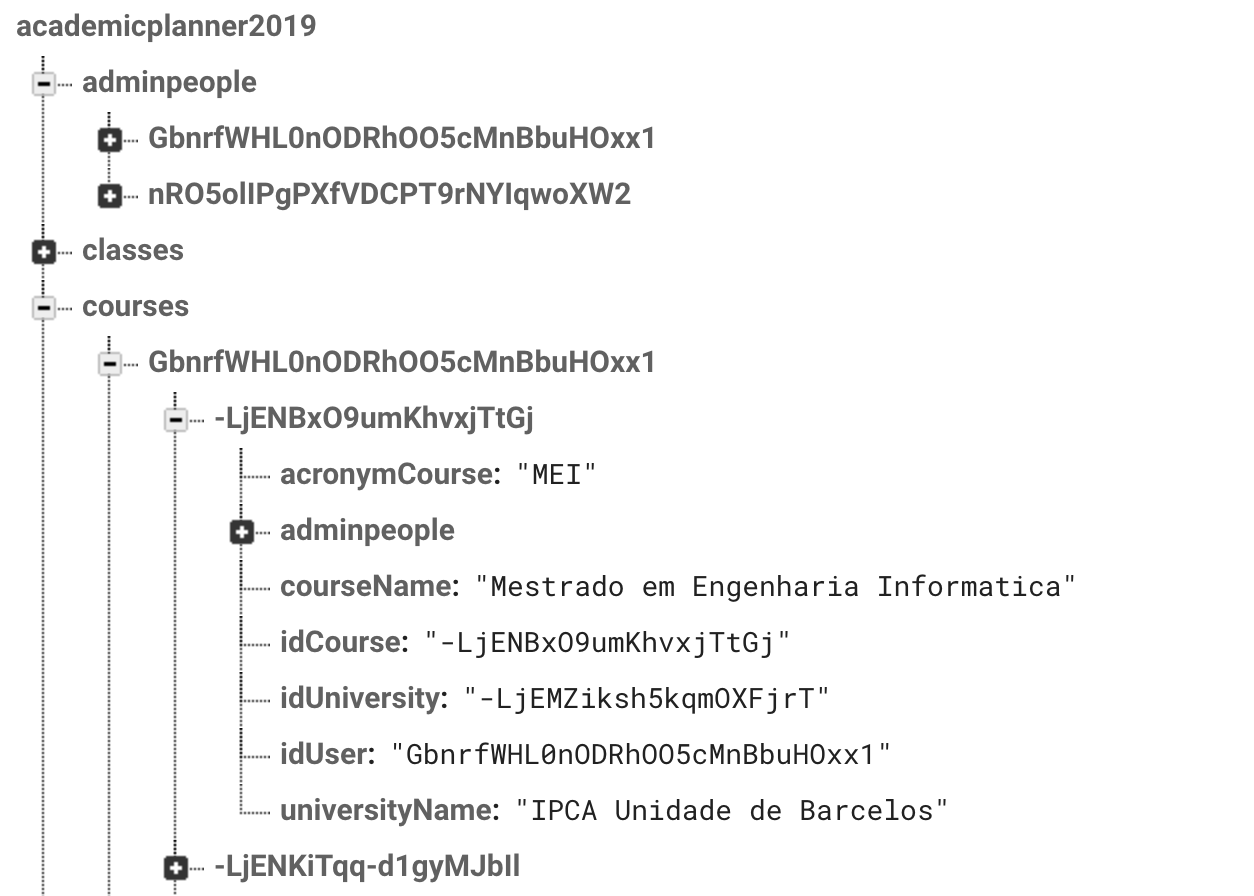 academicplanner2019
adminpeople
GbnrfWHL0nODRhOO5cMnBbuHOxx1
nRO5olIPgPXfVDCPT9rNYIqwoXW2
classes
courses
GbnrfWHL0nODRhOO5cMnBbuHOxx1
-LjENBxO9umKhvxjTtGj
acronymCourse: "MEI"
adminpeople
courseName: "Mestrado em Engenharia Informatica"
idCourse: "-LjENBxO9umKhvxjTtGj"
idUniversity: "-LjEMZiksh5kqmOXFjrT"
idUser: "GbnrfWHL0nODRhOO5cMnBbuHOxx1"
universityName: "IPCA Unidade de Barcelos"
-LjENKiTqq-d1gyMJbIl